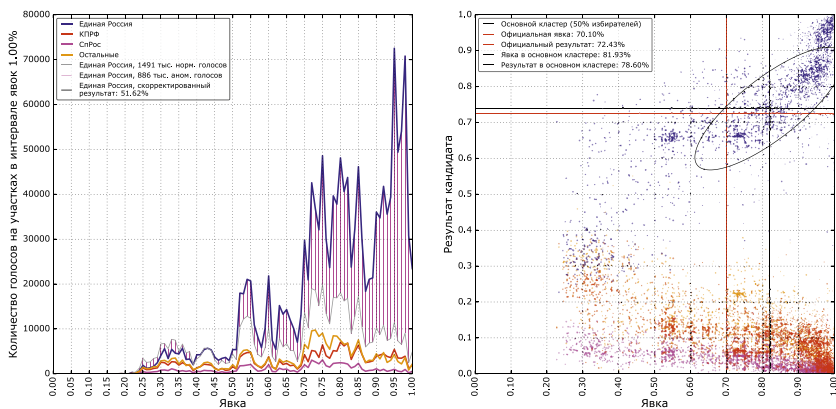 80000
70000
60000
50000
40000
30000
20000
10000
0
Количество голосов на участках в интервале явок 1.00%
Единая Россия
КПРФ
СпРос
Остальные
Единая Россия, 1491 тыс. норм. голосов
Единая Россия, 886 тыс. аном. голосов
Единая Россия, скорректированный
результат: 51.62%
0.00 0.05 0.10 0.15 0.20 0.25 0.30 0.35 0.40 0.45 0.50 0.55 0.60 0.65 0.70 0.75 0.80 0.85 0.90 0.95 1.00
Явка
1,0
0,9
0,8
0,7
0,6
0,5
0,4
0,3
0,2
0,1
0,0
Результат кандидата
Основной кластер (50% избирателей)
Официальная явка: 70.10%
Официальный результат: 72.43%
Явка в основном кластере: 81.93%
Результат в основном кластере: 78.60%
0.00 0.10 0.20 0.30 0.40 0.50 0.60 0.70 0.80 0.90 1.00
Явка